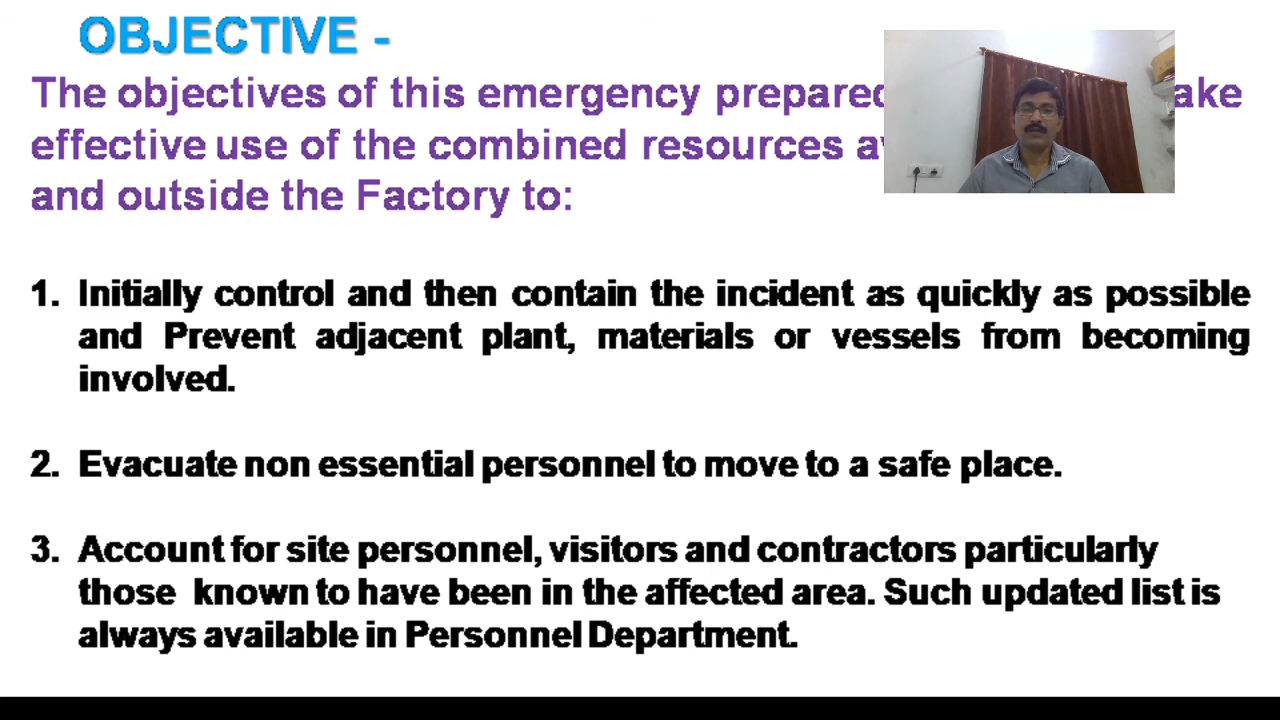 OBJECTIVE -
The objectives of this emergency ake
effective use of the combined resources
and outside the Factory to:
1. Initially control and then contain the incident as quickly as possible
and Prevent adjacent plant, materials or vessels from becoming
involved.
2. Evacuate non essential personnel to move to a safe place.
3. Account for site personnel, visitors and contractors particularly
those known to have been in the affected area. Such updated list is
always available in Personnel Department.